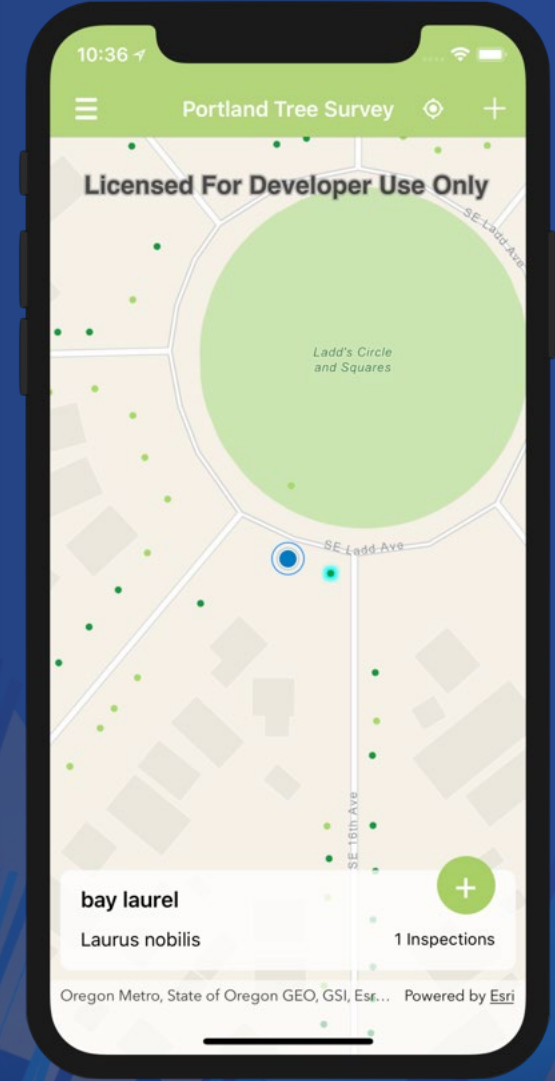 10:36
Portland Tree Survey
Licensed For Developer Use Only
SE Ladd Ave
Ladd's Circle
and Squares
SE Ladd Ave
SE 16th Ave
bay laurel
Laurus nobilis
1 Inspections
Oregon Metro, State of Oregon GEO, GSI, Esr... Powered by Esri